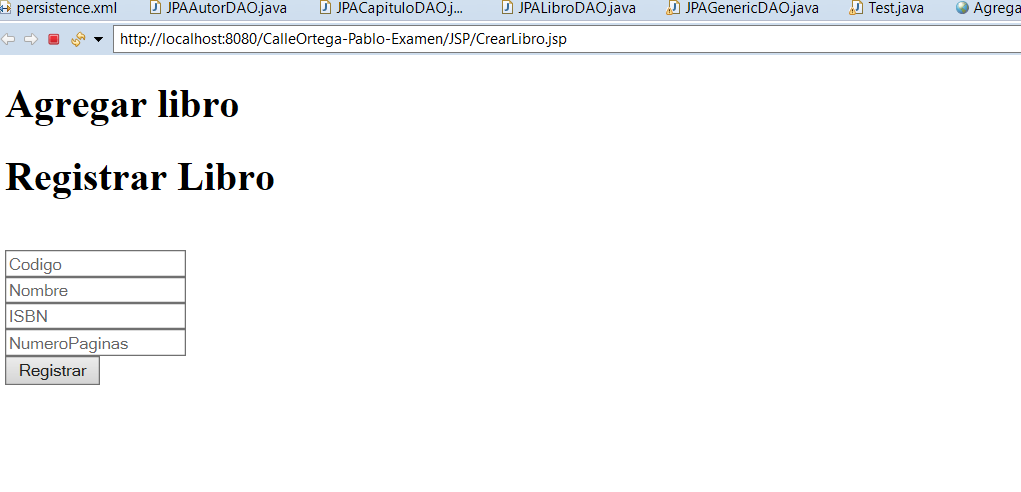 persistence.xml JPAAutorDAO.java JPACapituloDAO.j... JPALibroDAO.java JPAGenericDAO.java Test.java Agrega
http://localhost:8080/CalleOrtega-Pablo-Examen/JSP/CrearLibro.jsp
Agregar libro
Registrar Libro
Codigo
Nombre
ISBN
NumeroPaginas
Registrar